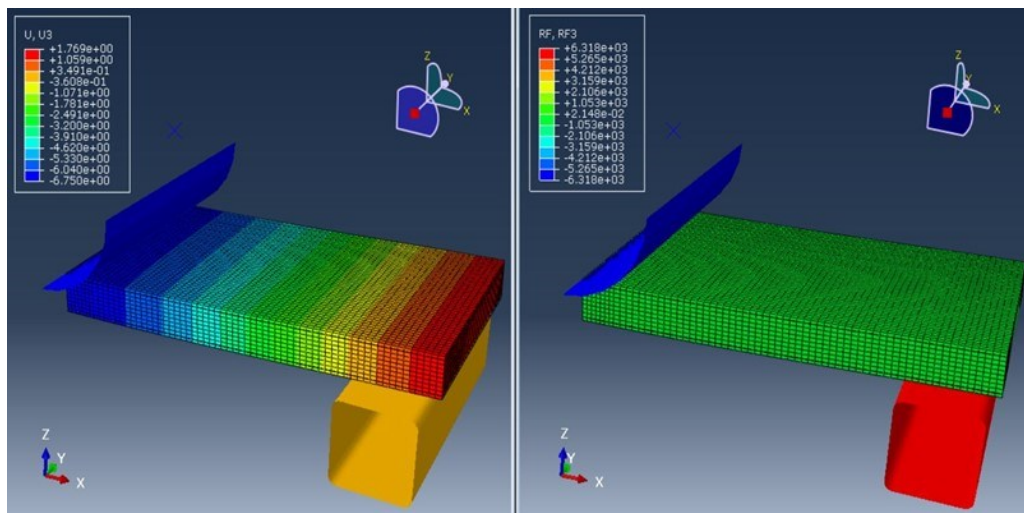 U, U3
+1.769e+00
+1.059e+00
+3.491e-01
-3.608e-01
-1.071e+00
-1.781e+00
-2.491e+00
-3.200e+00
-3.910e+00
-4.620e+00
-5.330e+00
-6.040e+00
-6.750e+00
Z
Y
X
Z
Y
X
RF, RF3
+6.318e+03
+5.265e+03
+4.212e+03
+3.159e+03
+2.106e+03
+1.053e+03
+2.148e-02
-1.053e+03
-2.106e+03
-3.159e+03
-4.212e+03
-5.265e+03
-6.318e+03
Z
Y
X
Z
Y
X